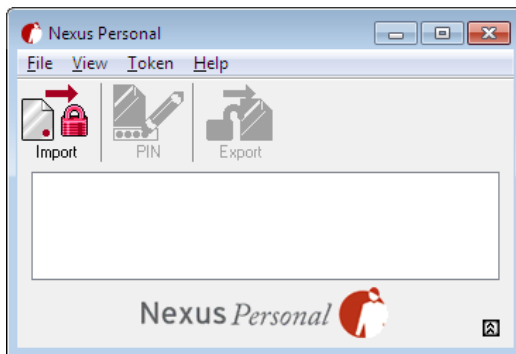 Nexus Personal
File View Token Help
Import PIN Export
Nexus Personal